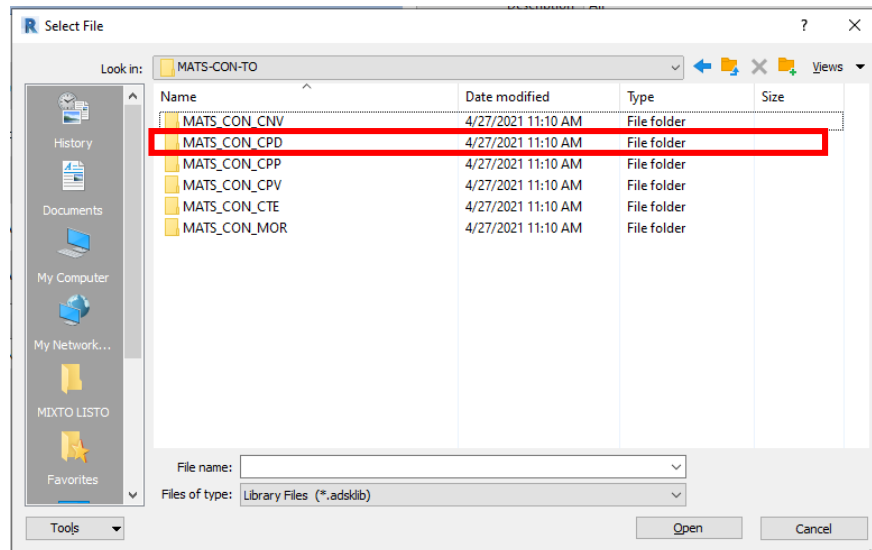 Description All
Select File
?
Look in: MATS-CON-TO Views
Name Date modified Type Size
MATS_CON_CNV 4/27/2021 11:10 AM File folder
MATS_CON_CPD 4/27/2021 11:10 AM File folder
MATS_CON_CPP 4/27/2021 11:10 AM File folder
MATS_CON_CPV 4/27/2021 11:10 AM File folder
MATS_CON_CTE 4/27/2021 11:10 AM File folder
MATS_CON_MOR 4/27/2021 11:10 AM File folder
History
Documents
My Computer
My Network...
MIXTO LISTO
Favorites
File name:
Files of type: Library Files (*.adsklib)
Tools Open Cancel